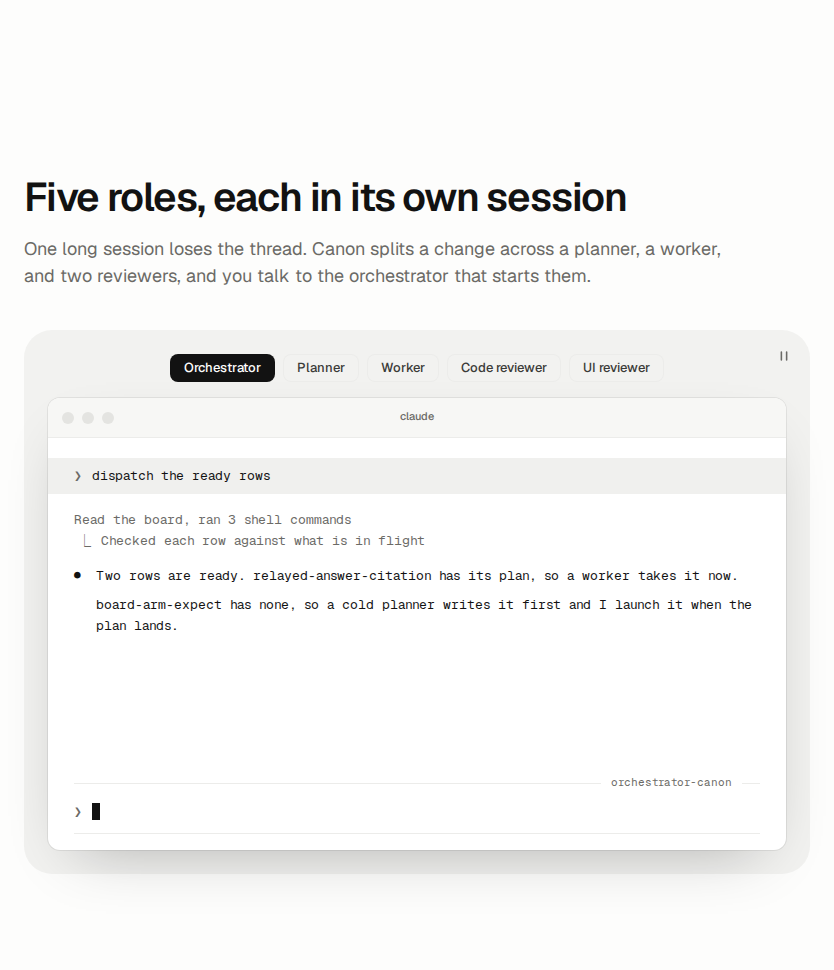 Five roles, each in its own session
One long session loses the thread. Canon splits a change across a planner, a worker,
and two reviewers, and you talk to the orchestrator that starts them.
Orchestrator
Planner
Worker
Code reviewer
UI reviewer
claude
❯ dispatch the ready rows
Read the board, ran 3 shell commands
⎿ Checked each row against what is in flight
● Two rows are ready. relayed-answer-citation has its plan, so a worker takes it now.
board-arm-expect has none, so a cold planner writes it first and I launch it when the
plan lands.
orchestrator-canon
❯